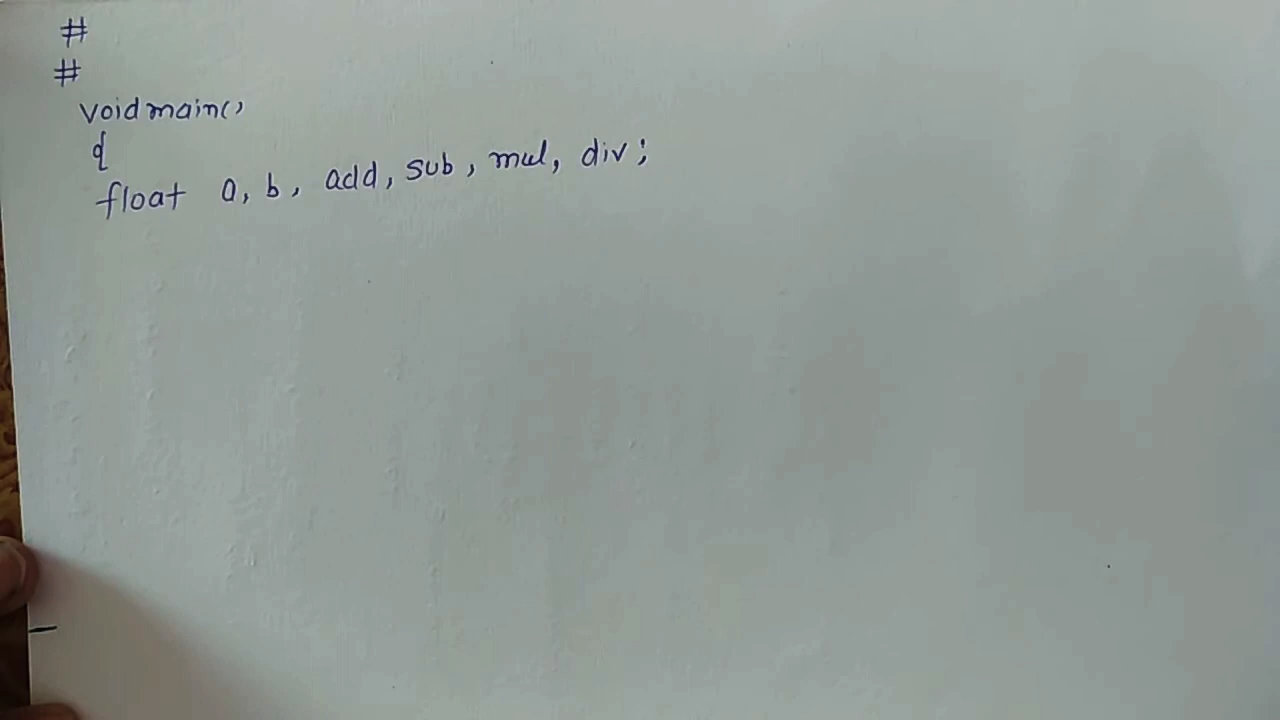 #
#
void main()
{
float a, b, add, sub, mul, div;